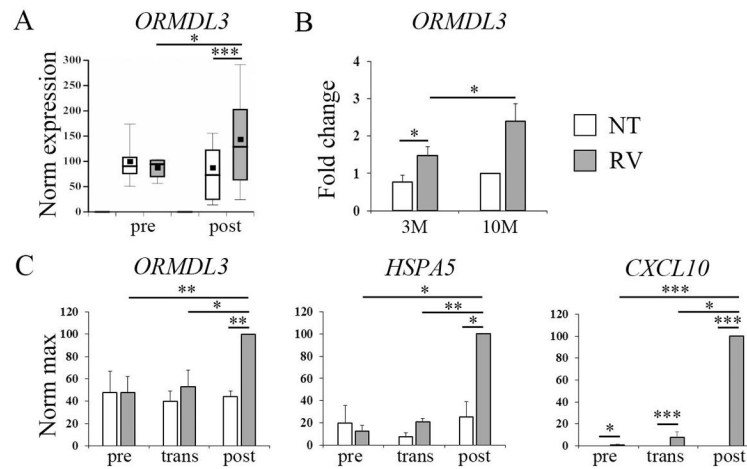 A
ORMDL3
*
***
Norm expression
300
250
200
150
100
50
0
pre
post
B
ORMDL3
*
*
Fold change
4
3
2
1
0
3M
10M
NT
RV
C
ORMDL3
**
*
**
Norm max
120
100
80
60
40
20
0
pre
trans
post
HSPA5
*
**
*
120
100
80
60
40
20
0
pre
trans
post
CXCL10
***
*
***
*
***
120
100
80
60
40
20
0
pre
trans
post